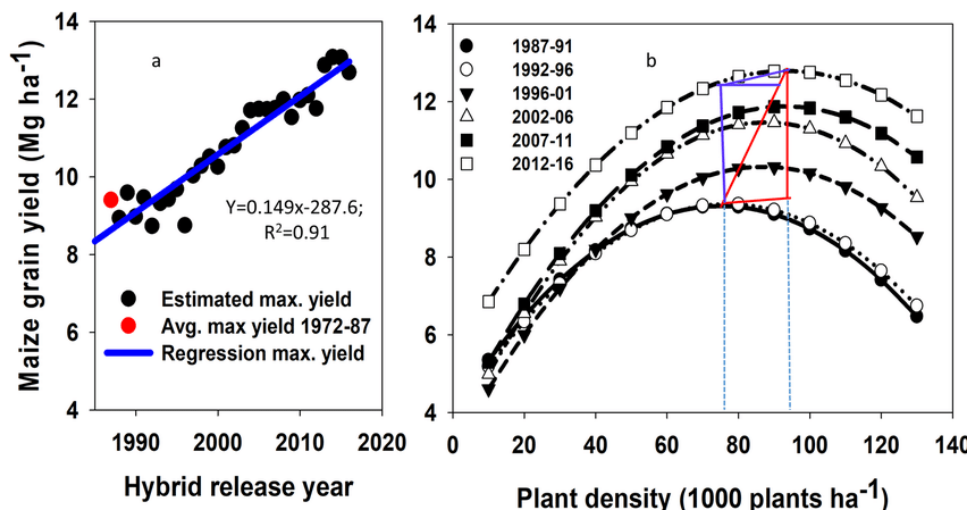 Maize grain yield (Mg ha-1)
14
12
10
8
6
4
a
Y=0.149x-287.6;
R2=0.91
Estimated max. yield
Avg. max yield 1972-87
Regression max. yield
1990 2000 2010 2020
Hybrid release year
14
12
10
8
6
4
b
1987-91
1992-96
1996-01
2002-06
2007-11
2012-16
0 20 40 60 80 100 120 140
Plant density (1000 plants ha-1)